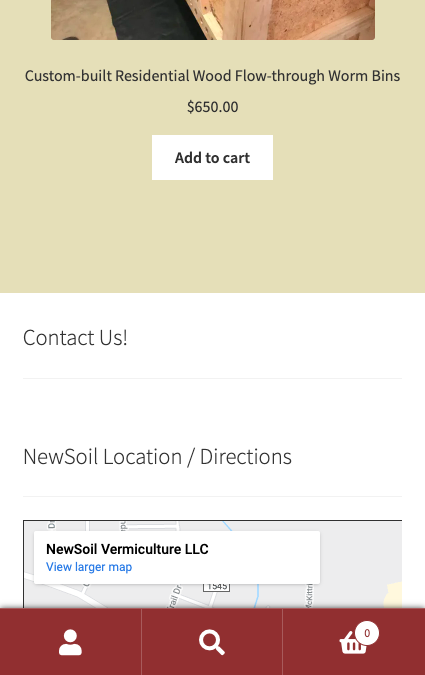 Custom-built Residential Wood Flow-through Worm Bins
$650.00
Add to cart
Contact Us!
NewSoil Location / Directions
NewSoil Vermiculture LLC
View larger map
1545
0